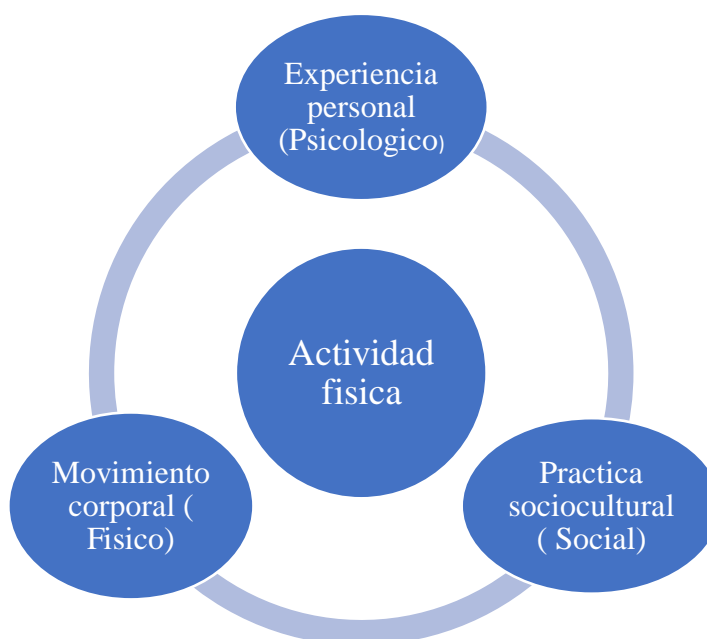 Experiencia
personal
(Psicologico)
Actividad
fisica
Movimiento
corporal (
Fisico)
Practica
sociocultural
( Social)